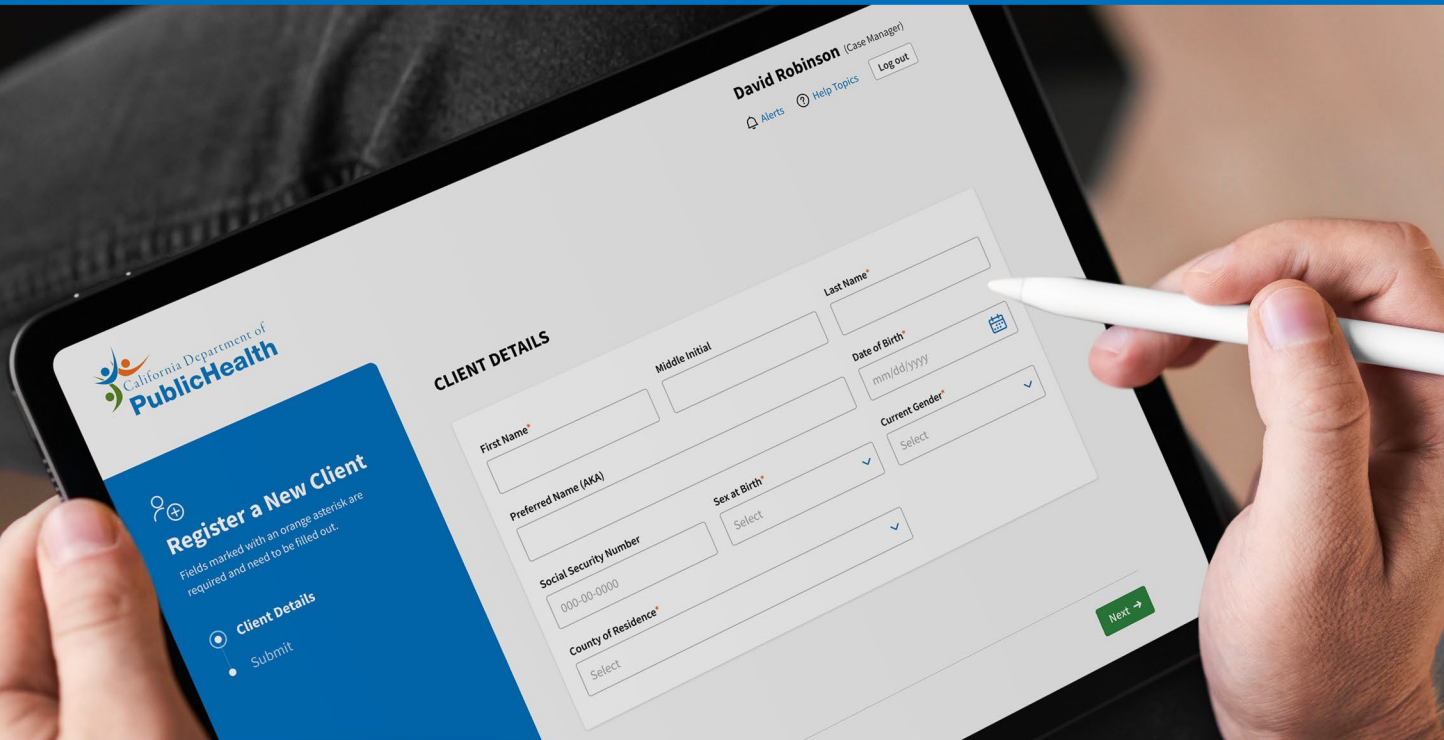 David Robinson (Case Manager)
Alerts
Help Topics
Log out
California Department of
PublicHealth
Register a New Client
Fields marked with an orange asterisk are
required and need to be filled out.
Client Details
Submit
CLIENT DETAILS
First Name*
Middle Initial
Last Name*
Preferred Name (AKA)
Date of Birth*
mm/dd/yyyy
Social Security Number
000-00-0000
Sex at Birth*
Select
Current Gender*
Select
County of Residence*
Select
Next →